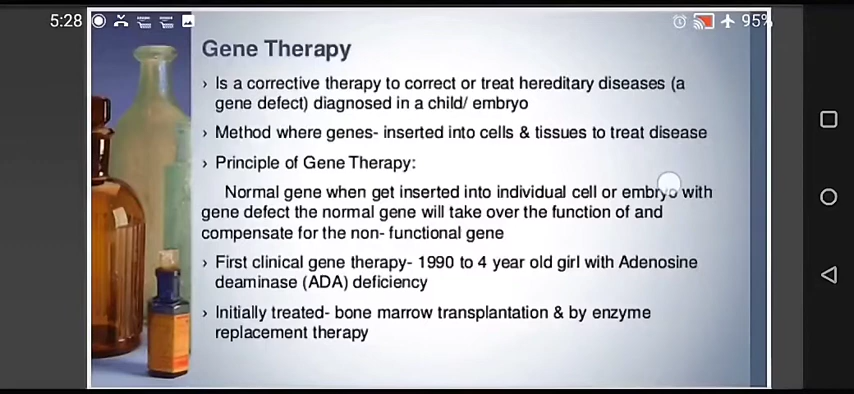 5:28
95%
Gene Therapy
› Is a corrective therapy to correct or treat hereditary diseases (a
gene defect) diagnosed in a child/ embryo
› Method where genes- inserted into cells & tissues to treat disease
› Principle of Gene Therapy:
Normal gene when get inserted into individual cell or embryo with
gene defect the normal gene will take over the function of and
compensate for the non- functional gene
› First clinical gene therapy- 1990 to 4 year old girl with Adenosine
deaminase (ADA) deficiency
› Initially treated- bone marrow transplantation & by enzyme
replacement therapy